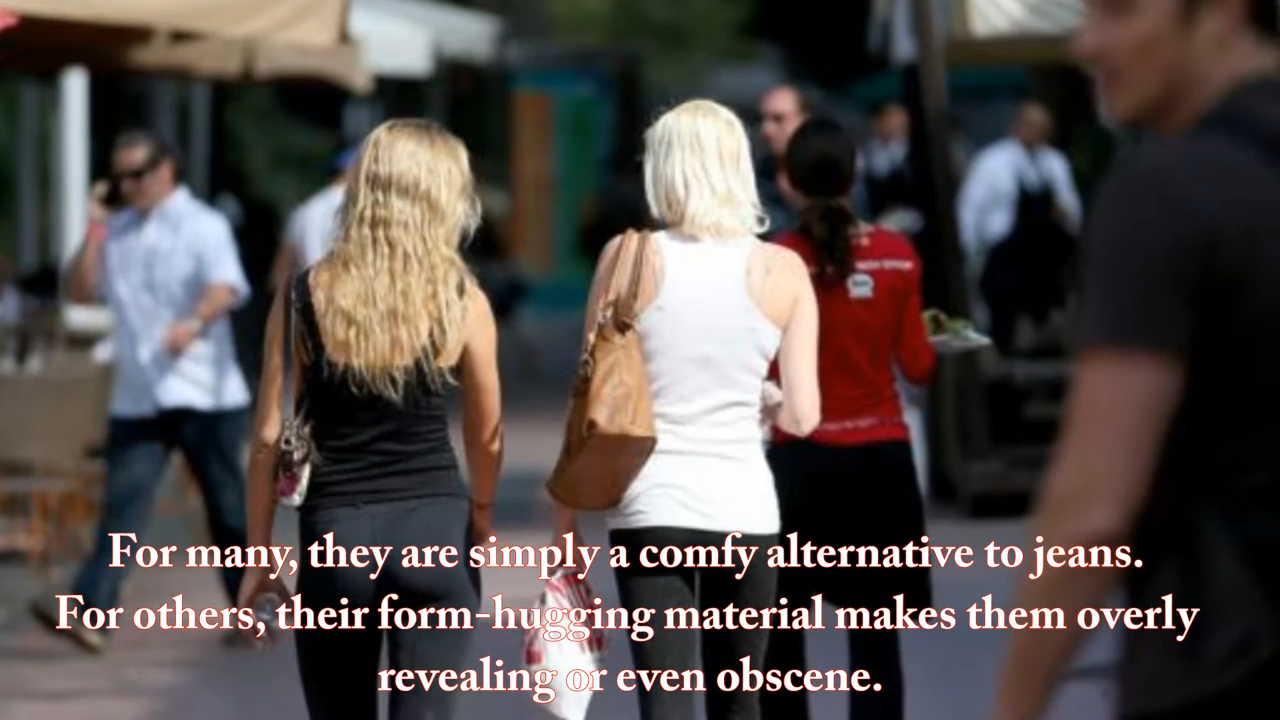 For many, they are simply a comfy alternative to jeans.
For others, their form-hugging material makes them overly
revealing or even obscene.